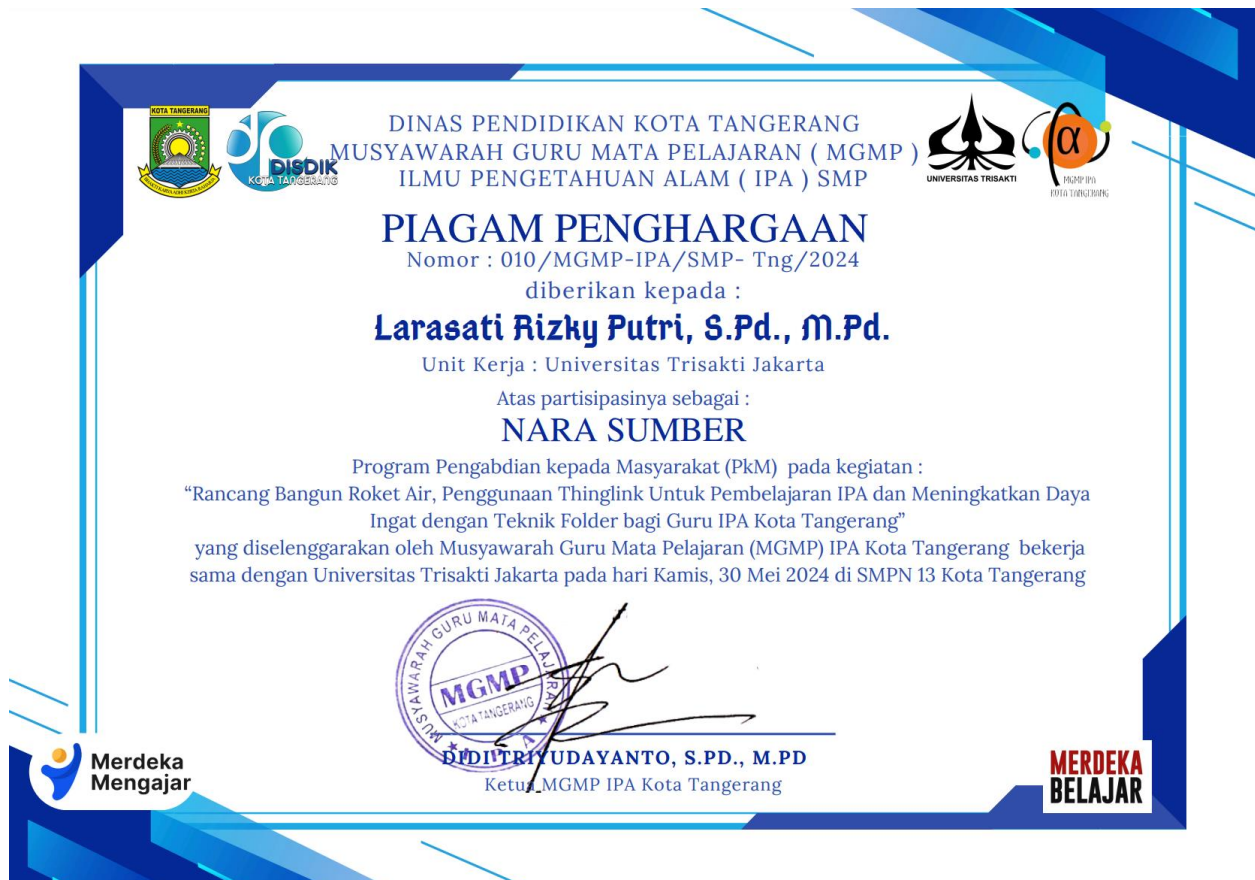 KOTA TANGERANG
BHAKTI KARYA ADHI KERTA RAHARJA
DISDIK
KOTA TANGERANG
DINAS PENDIDIKAN KOTA TANGERANG
MUSYAWARAH GURU MATA PELAJARAN ( MGMP )
ILMU PENGETAHUAN ALAM ( IPA ) SMP
UNIVERSITAS TRISAKTI
α
MGMP IPA
KOTA TANGERANG
PIAGAM PENGHARGAAN
Nomor : 010/MGMP-IPA/SMP- Tng/2024
diberikan kepada :
Larasati Rizky Putri, S.Pd., M.Pd.
Unit Kerja : Universitas Trisakti Jakarta
Atas partisipasinya sebagai :
NARA SUMBER
Program Pengabdian kepada Masyarakat (PkM) pada kegiatan :
“Rancang Bangun Roket Air, Penggunaan Thinglink Untuk Pembelajaran IPA dan Meningkatkan Daya
Ingat dengan Teknik Folder bagi Guru IPA Kota Tangerang”
yang diselenggarakan oleh Musyawarah Guru Mata Pelajaran (MGMP) IPA Kota Tangerang bekerja
sama dengan Universitas Trisakti Jakarta pada hari Kamis, 30 Mei 2024 di SMPN 13 Kota Tangerang
MUSYAWARAH GURU MATA PELAJARAN
MGMP
KOTA TANGERANG
★ I P A ★
DIDI TRIYUDAYANTO, S.PD., M.PD
Ketua MGMP IPA Kota Tangerang
Merdeka
Mengajar
MERDEKA
BELAJAR